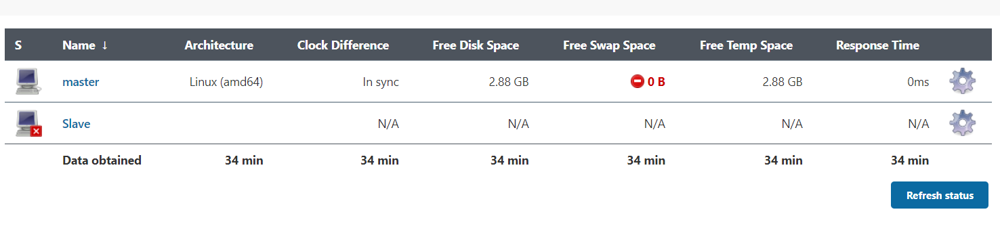 S Name ↓ Architecture Clock Difference Free Disk Space Free Swap Space Free Temp Space Response Time
master Linux (amd64) In sync 2.88 GB 0 B 2.88 GB 0ms
Slave N/A N/A N/A N/A N/A
Data obtained 34 min 34 min 34 min 34 min 34 min 34 min
Refresh status